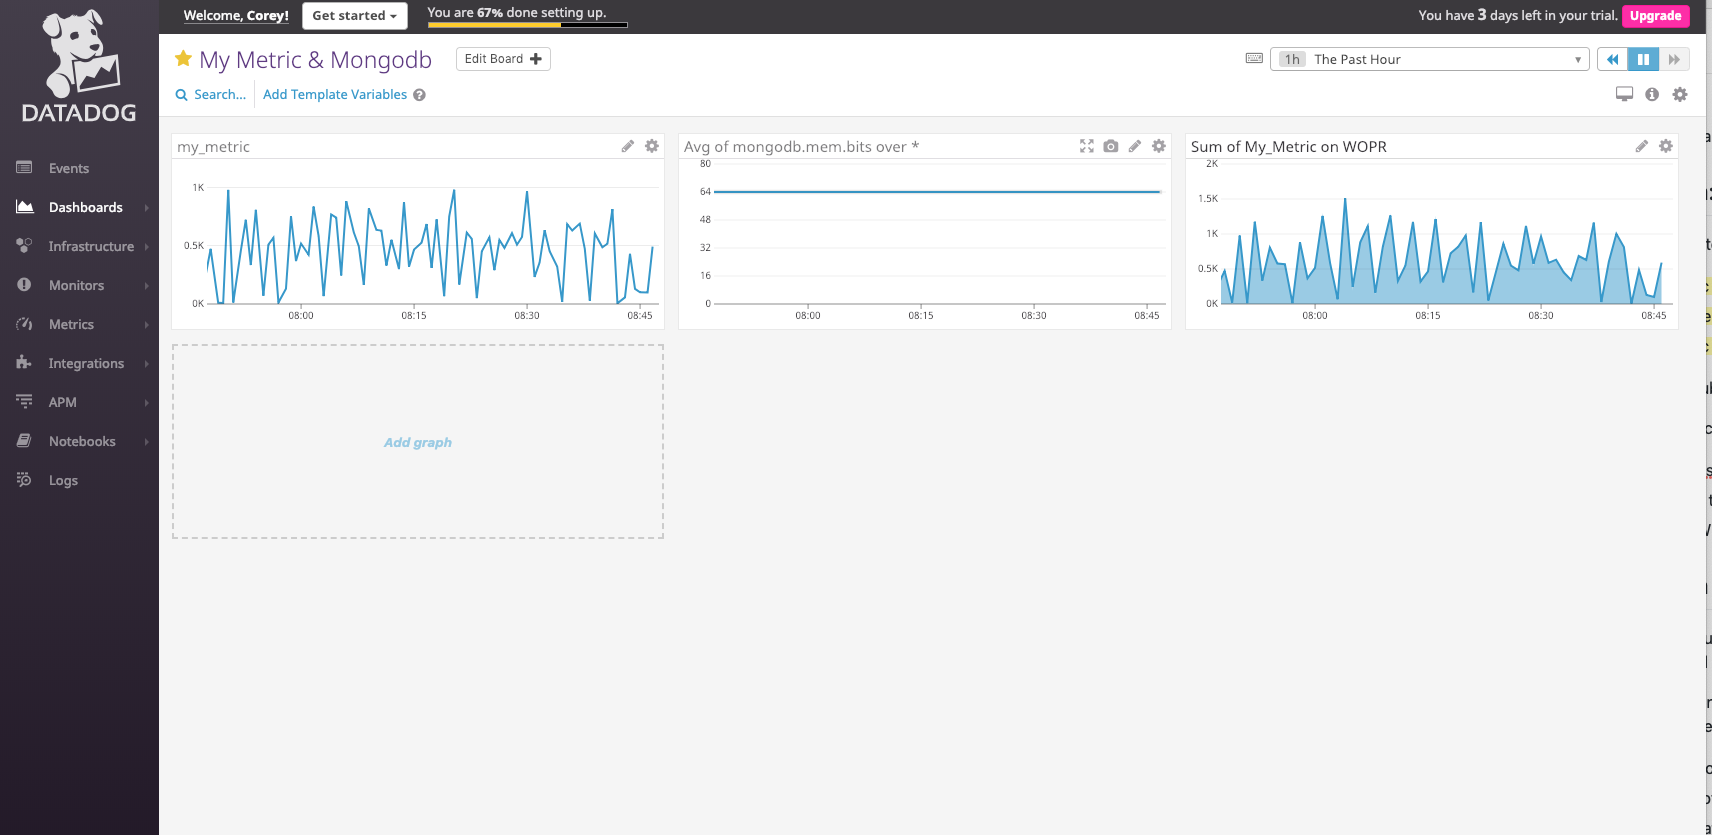 Welcome, Corey!
Get started
You are 67% done setting up.
You have 3 days left in your trial.
Upgrade
DATADOG
Events
Dashboards
Infrastructure
Monitors
Metrics
Integrations
APM
Notebooks
Logs
My Metric & Mongodb
Edit Board
1h The Past Hour
Search...
Add Template Variables
my_metric
1K
0.5K
0K
08:00 08:15 08:30 08:45
Avg of mongodb.mem.bits over *
80
64
48
32
16
0
08:00 08:15 08:30 08:45
Sum of My_Metric on WOPR
2K
1.5K
1K
0.5K
0K
08:00 08:15 08:30 08:45
Add graph